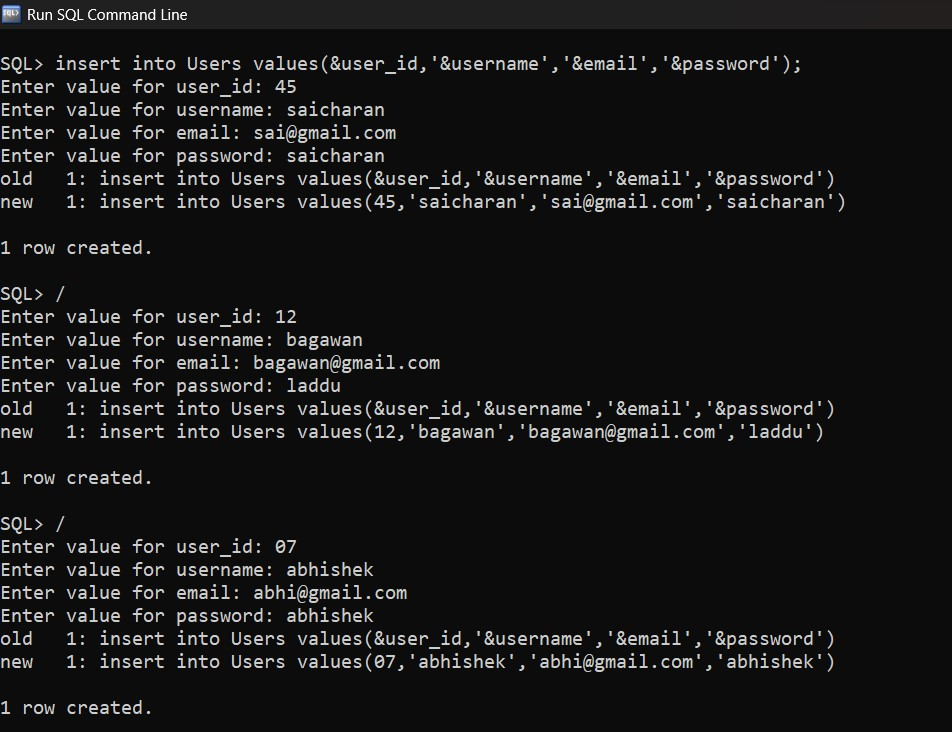 SQL> Run SQL Command Line
SQL> insert into Users values(&user_id,'&username','&email','&password');
Enter value for user_id: 45
Enter value for username: saicharan
Enter value for email: sai@gmail.com
Enter value for password: saicharan
old   1: insert into Users values(&user_id,'&username','&email','&password')
new   1: insert into Users values(45,'saicharan','sai@gmail.com','saicharan')
1 row created.
SQL> /
Enter value for user_id: 12
Enter value for username: bagawan
Enter value for email: bagawan@gmail.com
Enter value for password: laddu
old   1: insert into Users values(&user_id,'&username','&email','&password')
new   1: insert into Users values(12,'bagawan','bagawan@gmail.com','laddu')
1 row created.
SQL> /
Enter value for user_id: 07
Enter value for username: abhishek
Enter value for email: abhi@gmail.com
Enter value for password: abhishek
old   1: insert into Users values(&user_id,'&username','&email','&password')
new   1: insert into Users values(07,'abhishek','abhi@gmail.com','abhishek')
1 row created.